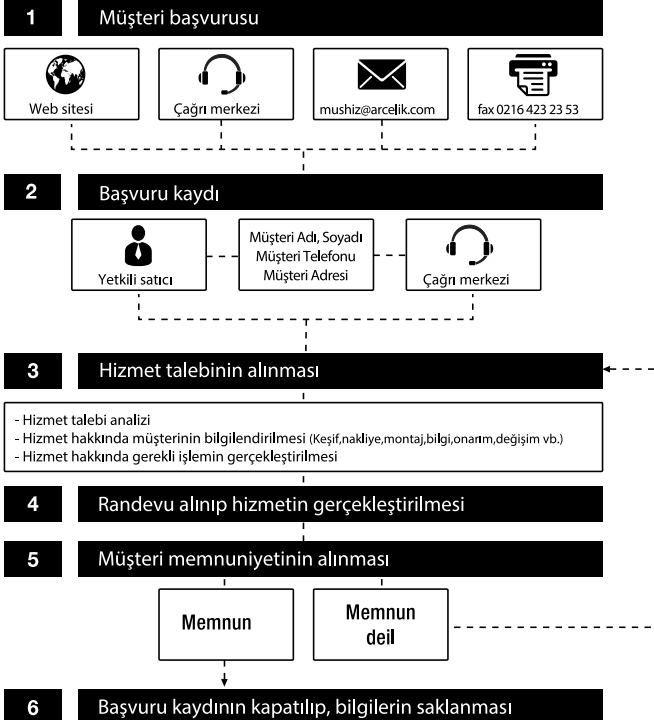 1 Müşteri başvurusu
Web sitesi
Çağrı merkezi
mushiz@arcelik.com
fax 0216 423 23 53
2 Başvuru kaydı
Yetkili satıcı
Müşteri Adı, Soyadı
Müşteri Telefonu
Müşteri Adresi
Çağrı merkezi
3 Hizmet talebinin alınması
- Hizmet talebi analizi
- Hizmet hakkında müşterinin bilgilendirilmesi (Keşif,nakliye,montaj,bilgi,onarım,değişim vb.)
- Hizmet hakkında gerekli işlemin gerçekleştirilmesi
4 Randevu alınıp hizmetin gerçekleştirilmesi
5 Müşteri memnuniyetinin alınması
Memnun
Memnun
deil
6 Başvuru kaydının kapatılıp, bilgilerin saklanması